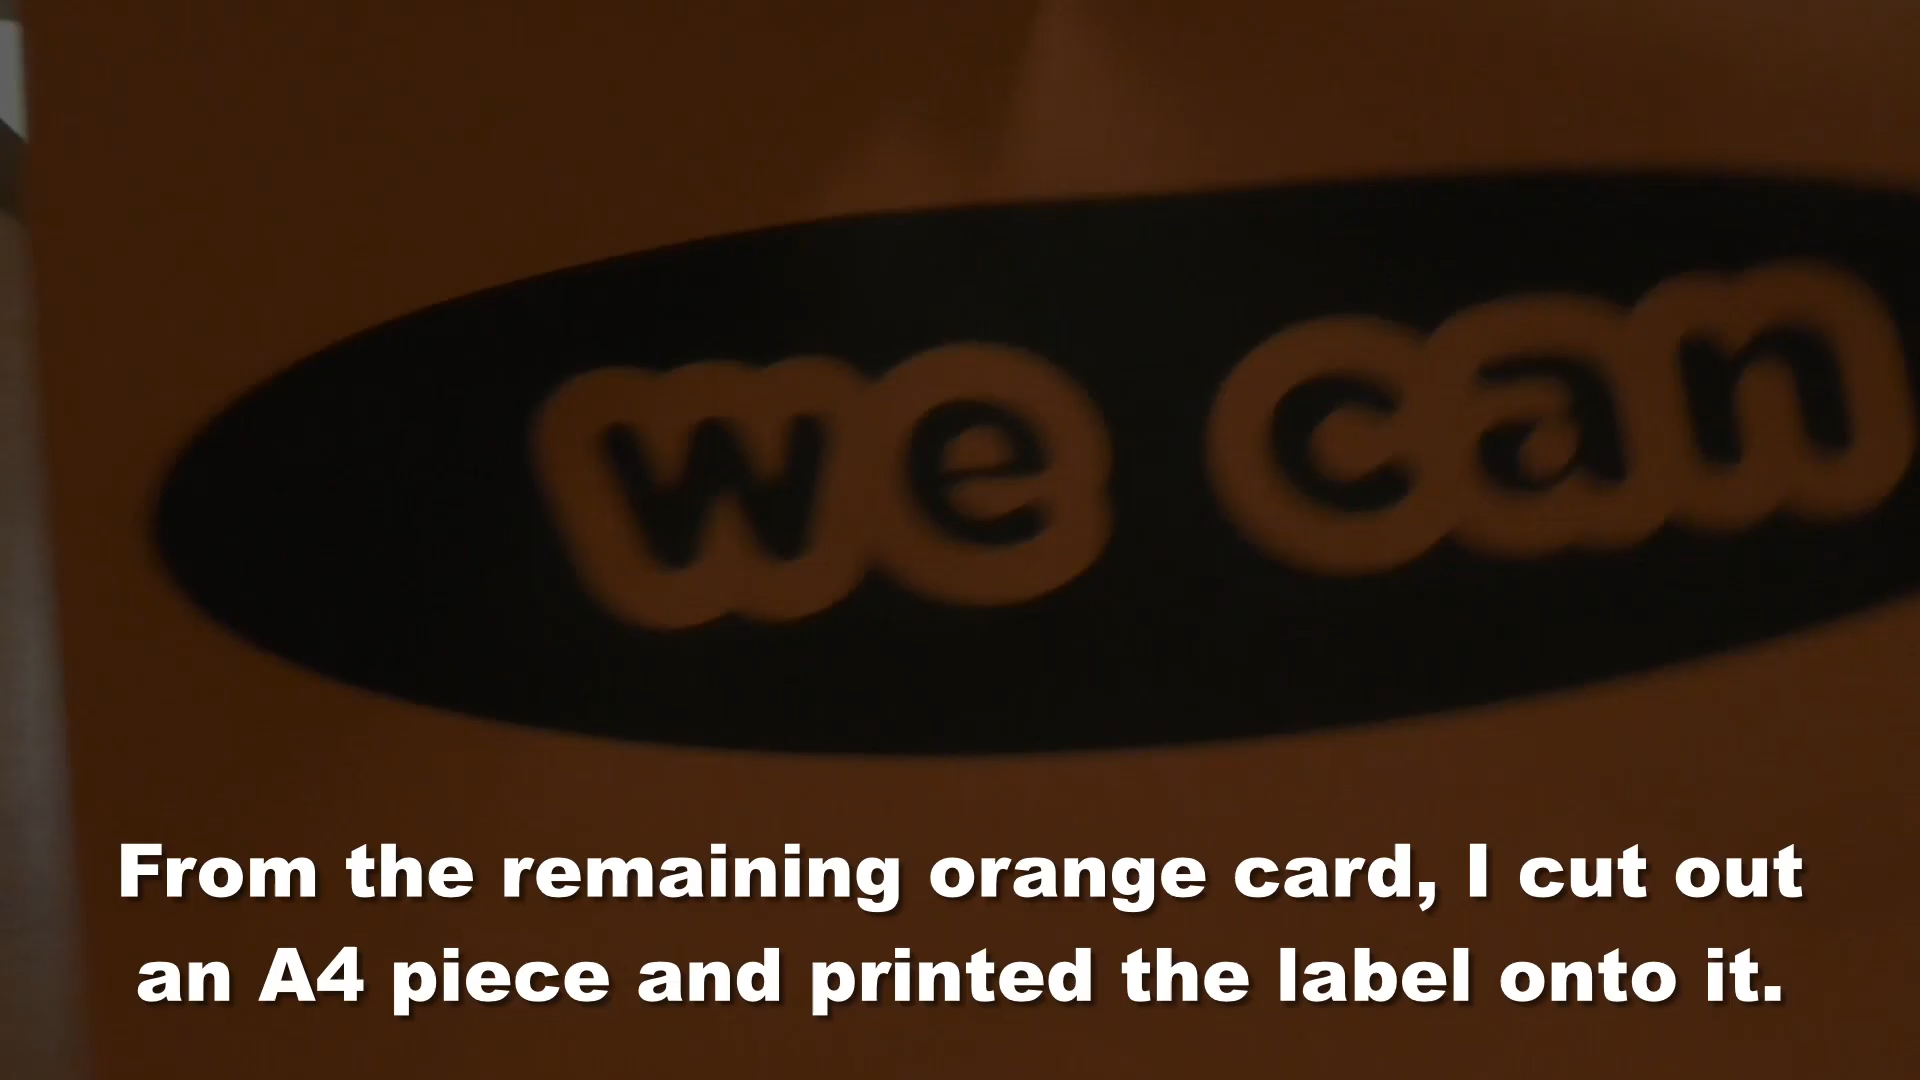 we can
From the remaining orange card, I cut out
an A4 piece and printed the label onto it.